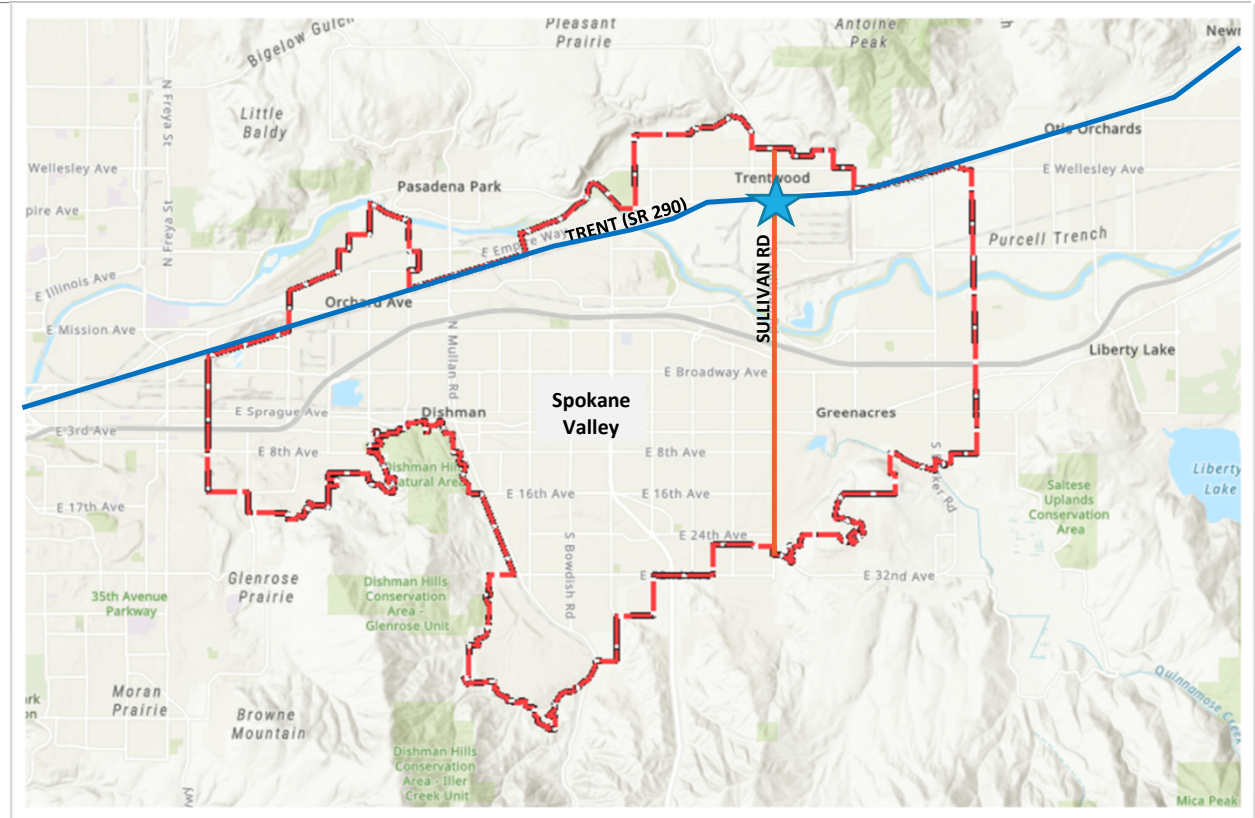 Pleasant
Prairie
Antoine
Peak
Bigelow Gulch
Little
Baldy
N Freya St
Otis Orchards
Wellesley Ave
E Wellesley Ave
Pasadena Park
Trentwood
TRENT (SR 290)
E Empire Way
N Freya St
Purcell Trench
E Illinois Ave
Orchard Ave
SULLIVAN RD
E Mission Ave
N Mullan Rd
Liberty Lake
E Broadway Ave
Spokane
Valley
E Sprague Ave
Dishman
Greenacres
E 3rd Ave
E 8th Ave
E 8th Ave
Dishman Hills
Natural Area
Liberty
Lake
E 17th Ave
E 16th Ave
E 16th Ave
Saltese
Uplands
Conservation
Area
E 24th Ave
S Bowdish Rd
E 32nd Ave
Glenrose
Prairie
35th Avenue
Parkway
Dishman Hills
Conservation
Area -
Glenrose Unit
Moran
Prairie
Browne
Mountain
Quinnamose Creek
Dishman Hills
Conservation
Area - Iller
Creek Unit
Mica Peak